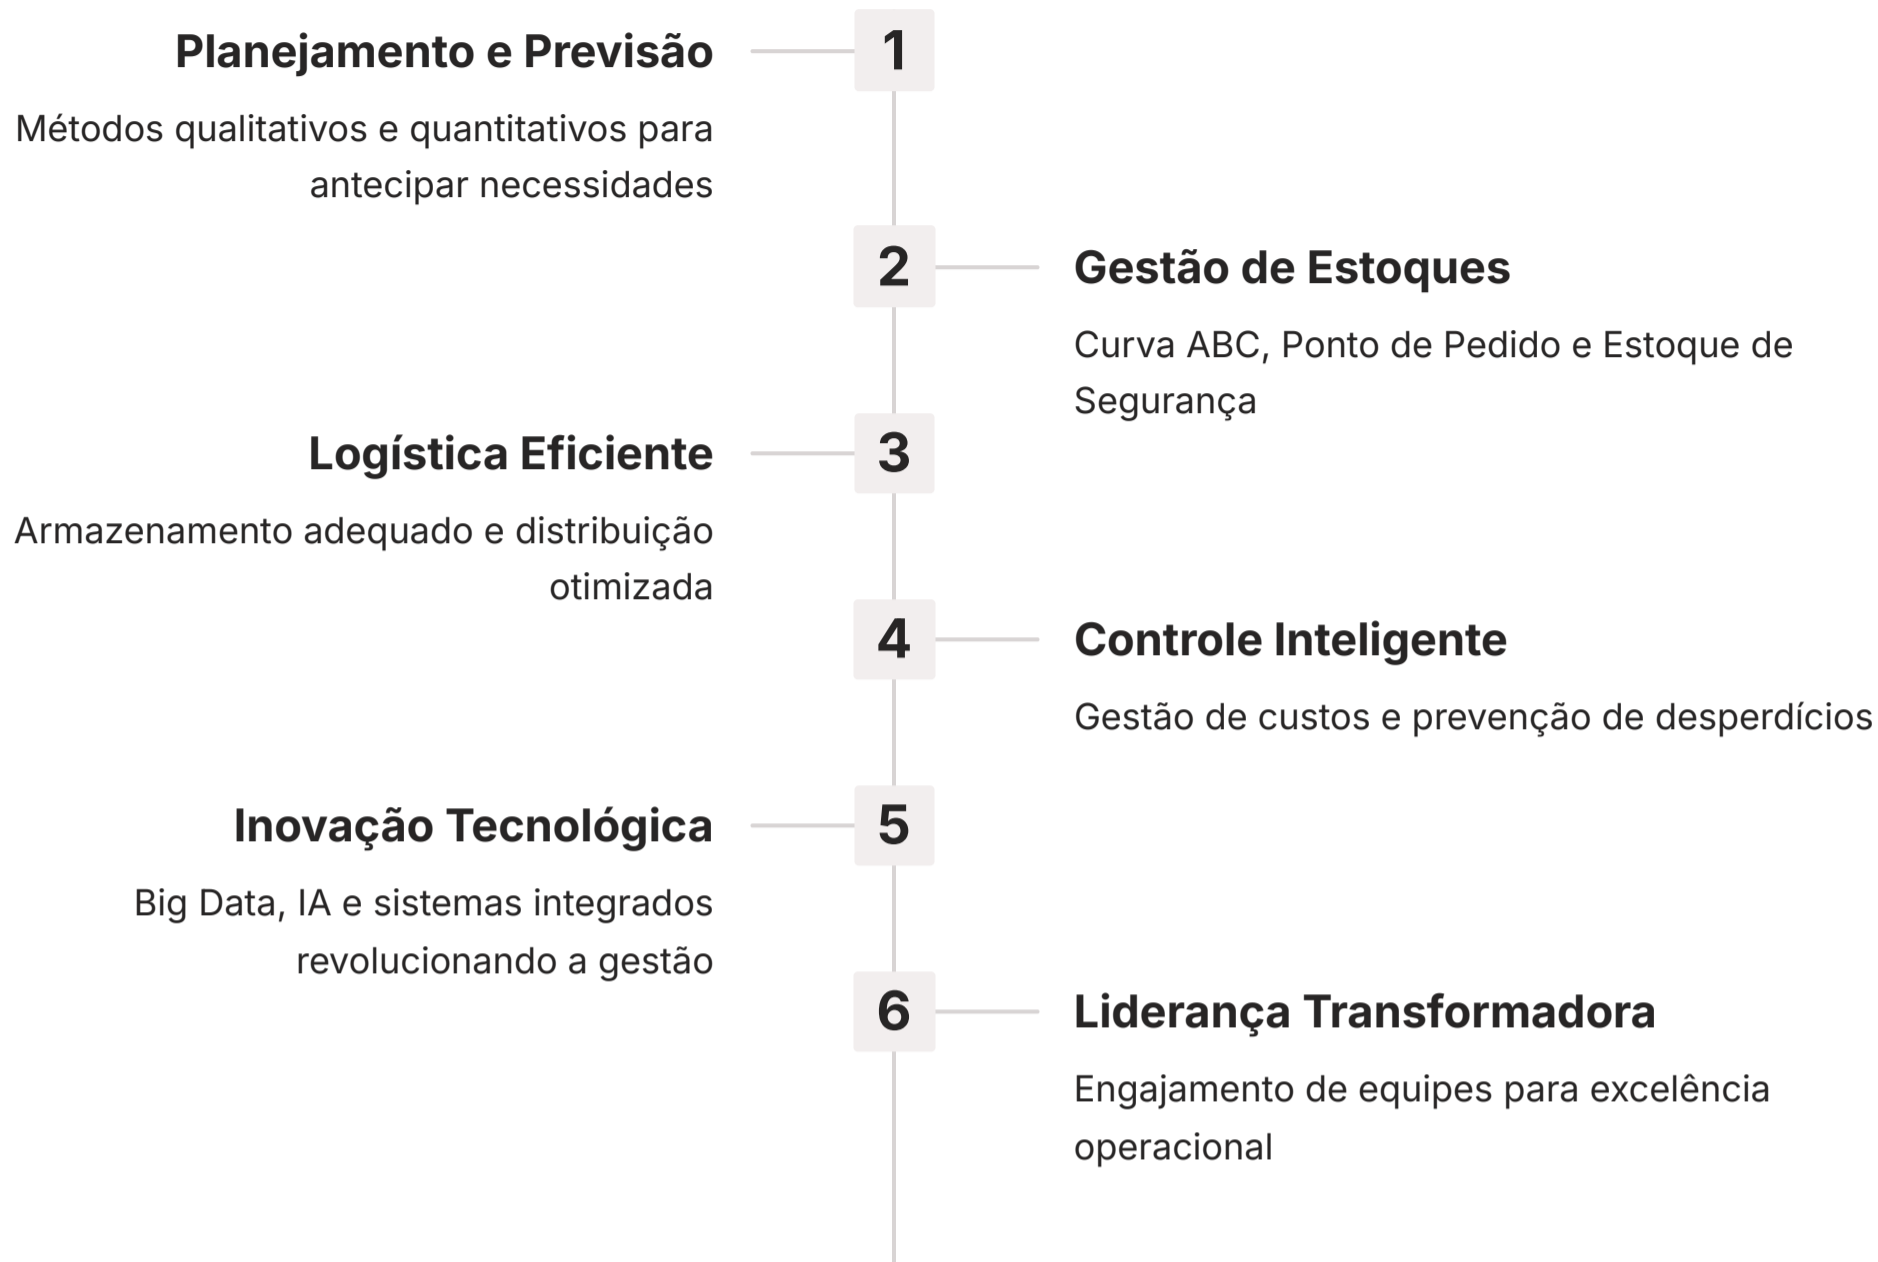 1
Planejamento e Previsão
Métodos qualitativos e quantitativos para
antecipar necessidades
2
Gestão de Estoques
Curva ABC, Ponto de Pedido e Estoque de
Segurança
3
Logística Eficiente
Armazenamento adequado e distribuição
otimizada
4
Controle Inteligente
Gestão de custos e prevenção de desperdícios
5
Inovação Tecnológica
Big Data, IA e sistemas integrados
revolucionando a gestão
6
Liderança Transformadora
Engajamento de equipes para excelência
operacional